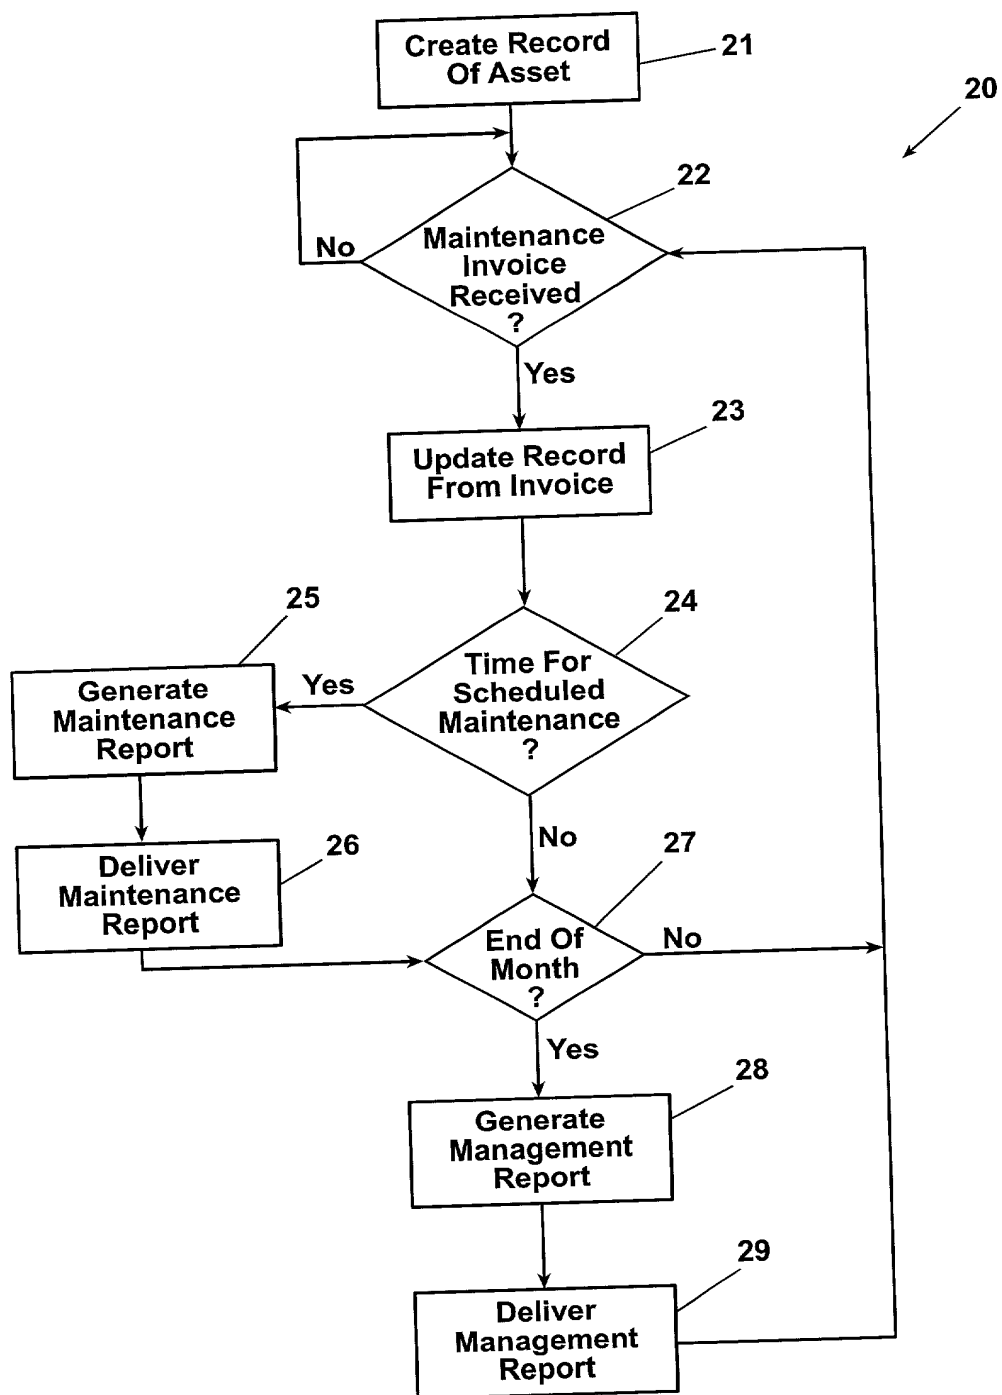 Create Record
Of Asset
21
20
22
Maintenance
Invoice
Received
?
No
Yes
23
Update Record
From Invoice
24
Time For
Scheduled
Maintenance
?
Yes
25
Generate
Maintenance
Report
No
26
Deliver
Maintenance
Report
27
End Of
Month
?
No
Yes
28
Generate
Management
Report
29
Deliver
Management
Report